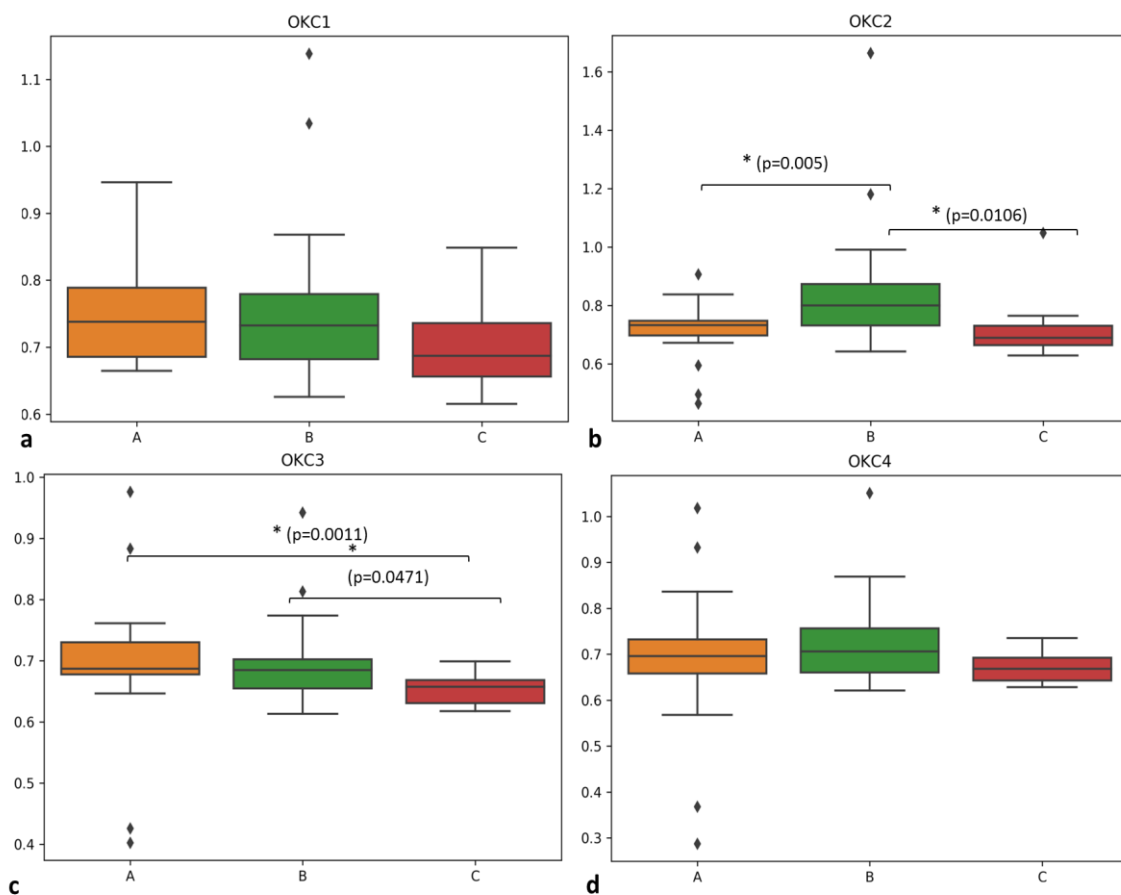 OKC1
1.1
1.0
0.9
0.8
0.7
0.6
A B C
a
OKC2
1.6
1.4
1.2
1.0
0.8
0.6
* (p=0.005)
* (p=0.0106)
A B C
b
OKC3
1.0
0.9
0.8
0.7
0.6
0.5
0.4
* (p=0.0011)
*
(p=0.0471)
A B C
c
OKC4
1.0
0.9
0.8
0.7
0.6
0.5
0.4
0.3
A B C
d